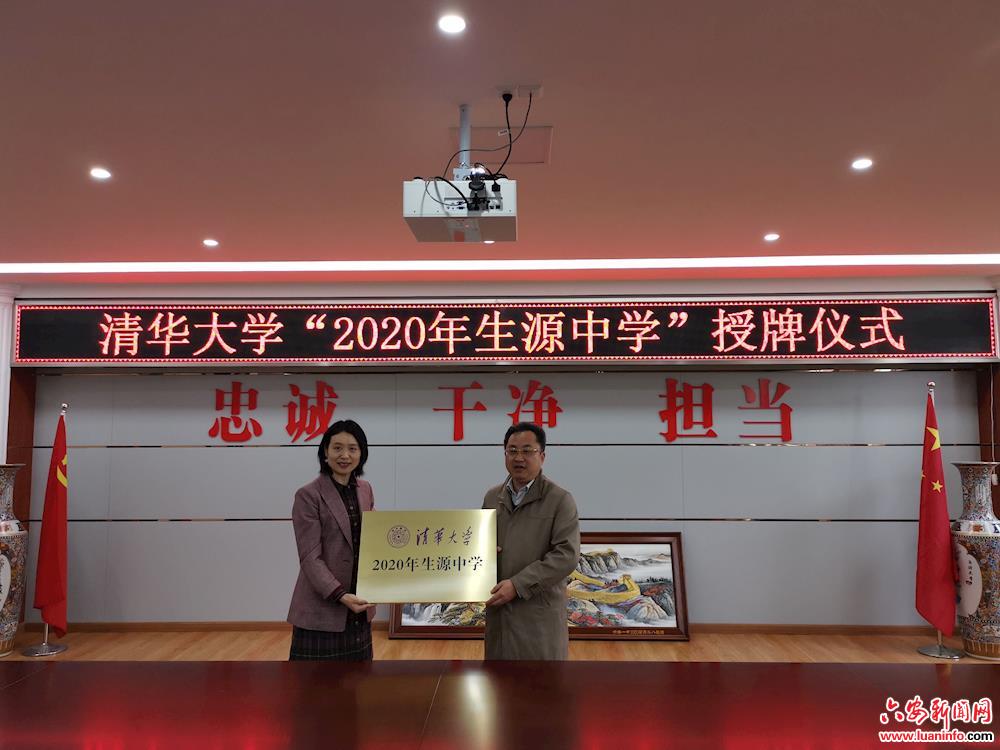 清华大学“2020年生源中学”授牌仪式
忠诚 干净 担当
清华大学
2020年生源中学
六安新闻网
www.luaninfo.com